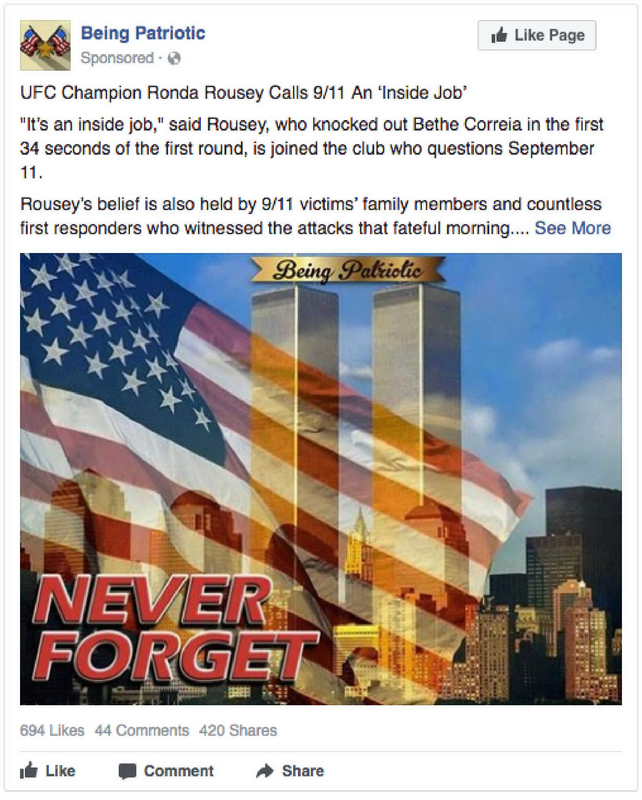 Being Patriotic
Like Page
Sponsored ·
UFC Champion Ronda Rousey Calls 9/11 An ‘Inside Job’
"It’s an inside job," said Rousey, who knocked out Bethe Correia in the first
34 seconds of the first round, is joined the club who questions September
11.
Rousey’s belief is also held by 9/11 victims’ family members and countless
first responders who witnessed the attacks that fateful morning.... See More
Being Patriotic
NEVER
FORGET
694 Likes 44 Comments 420 Shares
Like Comment Share